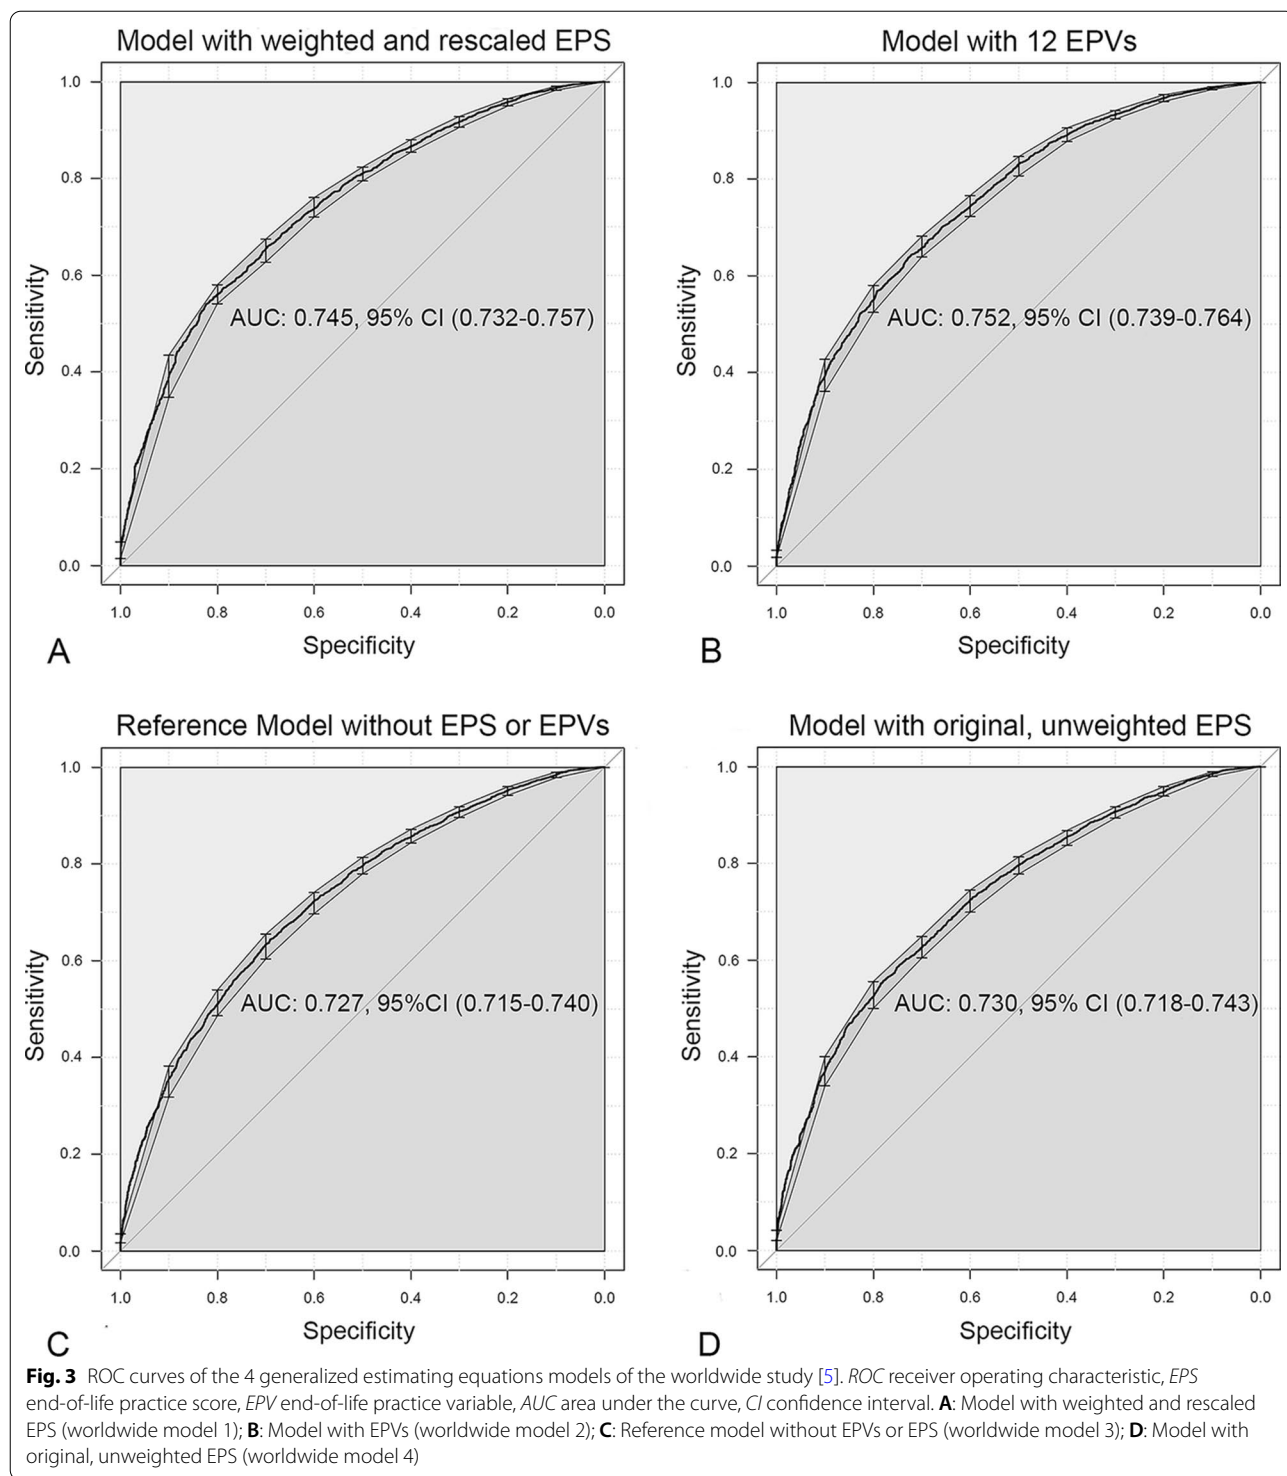 Model with weighted and rescaled EPS
1.0
0.8
0.6
0.4
0.2
0.0
Sensitivity
AUC: 0.745, 95% CI (0.732-0.757)
1.0 0.8 0.6 0.4 0.2 0.0
Specificity
A
Model with 12 EPVs
1.0
0.8
0.6
0.4
0.2
0.0
Sensitivity
AUC: 0.752, 95% CI (0.739-0.764)
1.0 0.8 0.6 0.4 0.2 0.0
Specificity
B
Reference Model without EPS or EPVs
1.0
0.8
0.6
0.4
0.2
0.0
Sensitivity
AUC: 0.727, 95%CI (0.715-0.740)
1.0 0.8 0.6 0.4 0.2 0.0
Specificity
C
Model with original, unweighted EPS
1.0
0.8
0.6
0.4
0.2
0.0
Sensitivity
AUC: 0.730, 95% CI (0.718-0.743)
1.0 0.8 0.6 0.4 0.2 0.0
Specificity
D
Fig. 3 ROC curves of the 4 generalized estimating equations models of the worldwide study [5]. ROC receiver operating characteristic, EPS
end-of-life practice score, EPV end-of-life practice variable, AUC area under the curve, CI confidence interval. A: Model with weighted and rescaled
EPS (worldwide model 1); B: Model with EPVs (worldwide model 2); C: Reference model without EPVs or EPS (worldwide model 3); D: Model with
original, unweighted EPS (worldwide model 4)